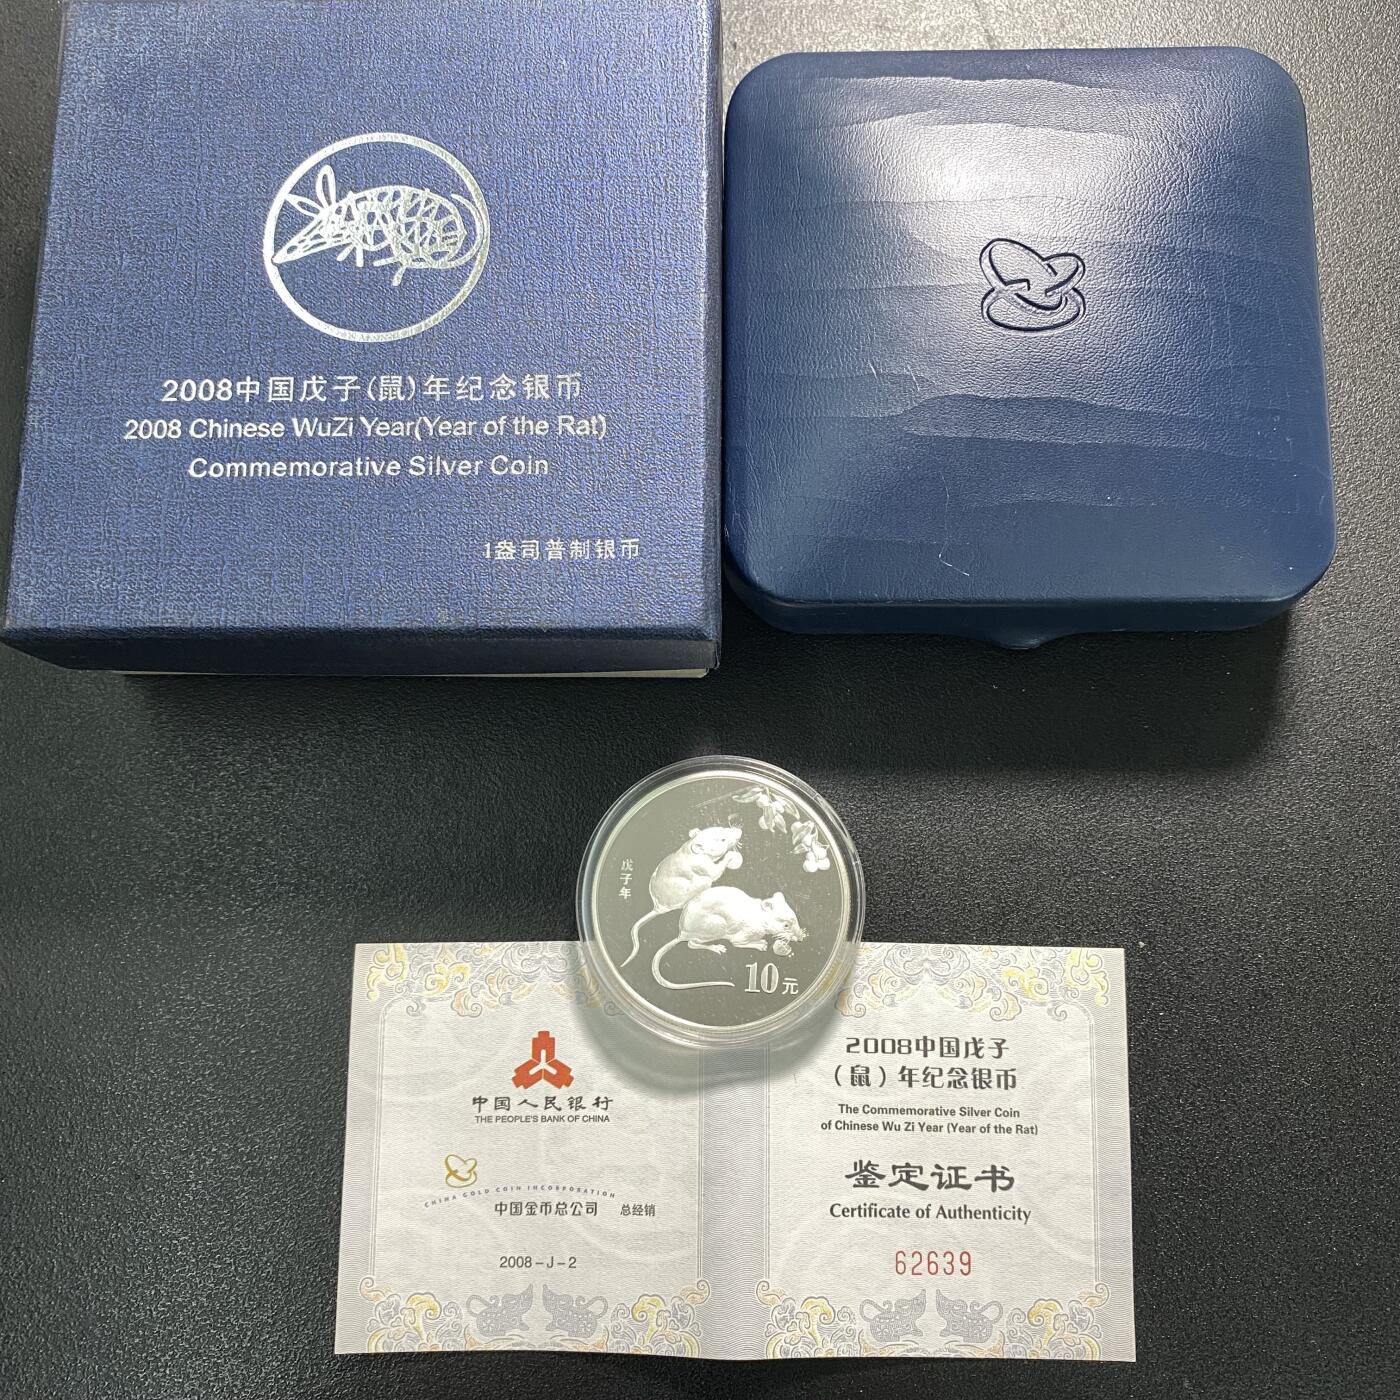 2008中国戊子(鼠)年纪念银币
2008 Chinese WuZi Year(Year of the Rat)
Commemorative Silver Coin
1盎司普制银币
戊子年
10元
中国人民银行
THE PEOPLE'S BANK OF CHINA
CHINA GOLD COIN INCORPORATION
中国金币总公司 总经销
2008-J-2
2008中国戊子
(鼠)年纪念银币
The Commemorative Silver Coin
of Chinese Wu Zi Year (Year of the Rat)
鉴定证书
Certificate of Authenticity
62639